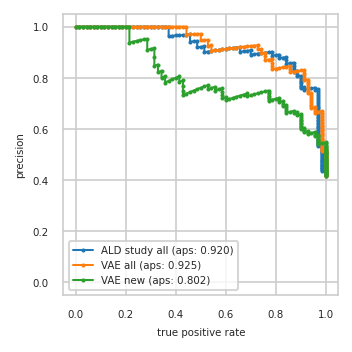 1.0
0.8
0.6
0.4
0.2
0.0
precision
ALD study all (aps: 0.920)
VAE all (aps: 0.925)
VAE new (aps: 0.802)
0.0 0.2 0.4 0.6 0.8 1.0
true positive rate